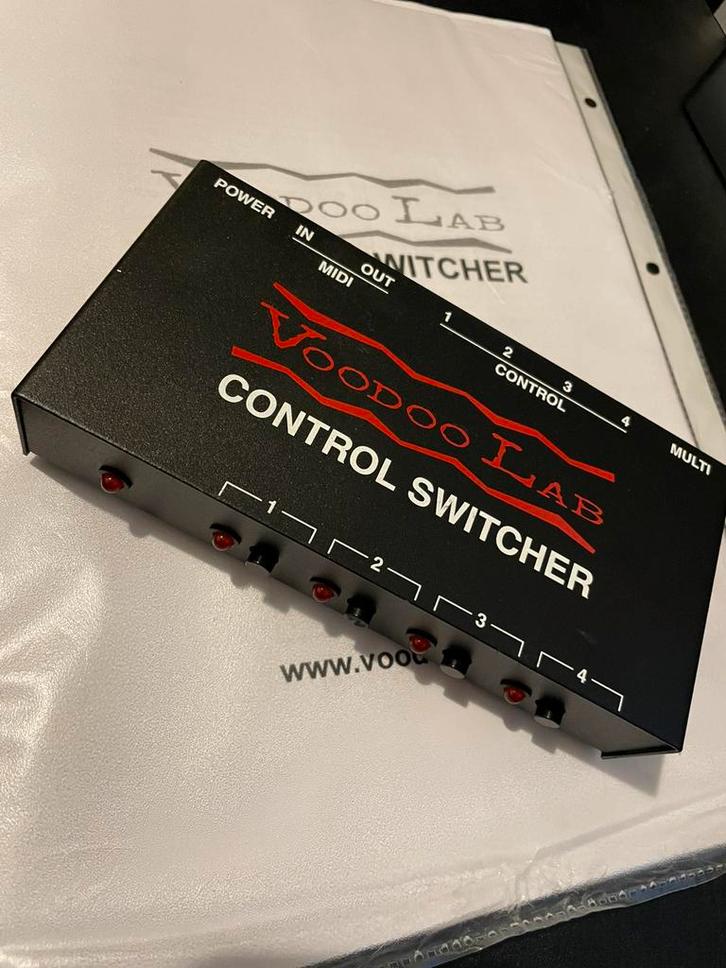 DOO LAB
WITCHER
POWER
IN
OUT
MIDI
1
2
3
4
CONTROL
MULTI
VOODOO LAB
CONTROL SWITCHER
1
2
3
4
www.vood